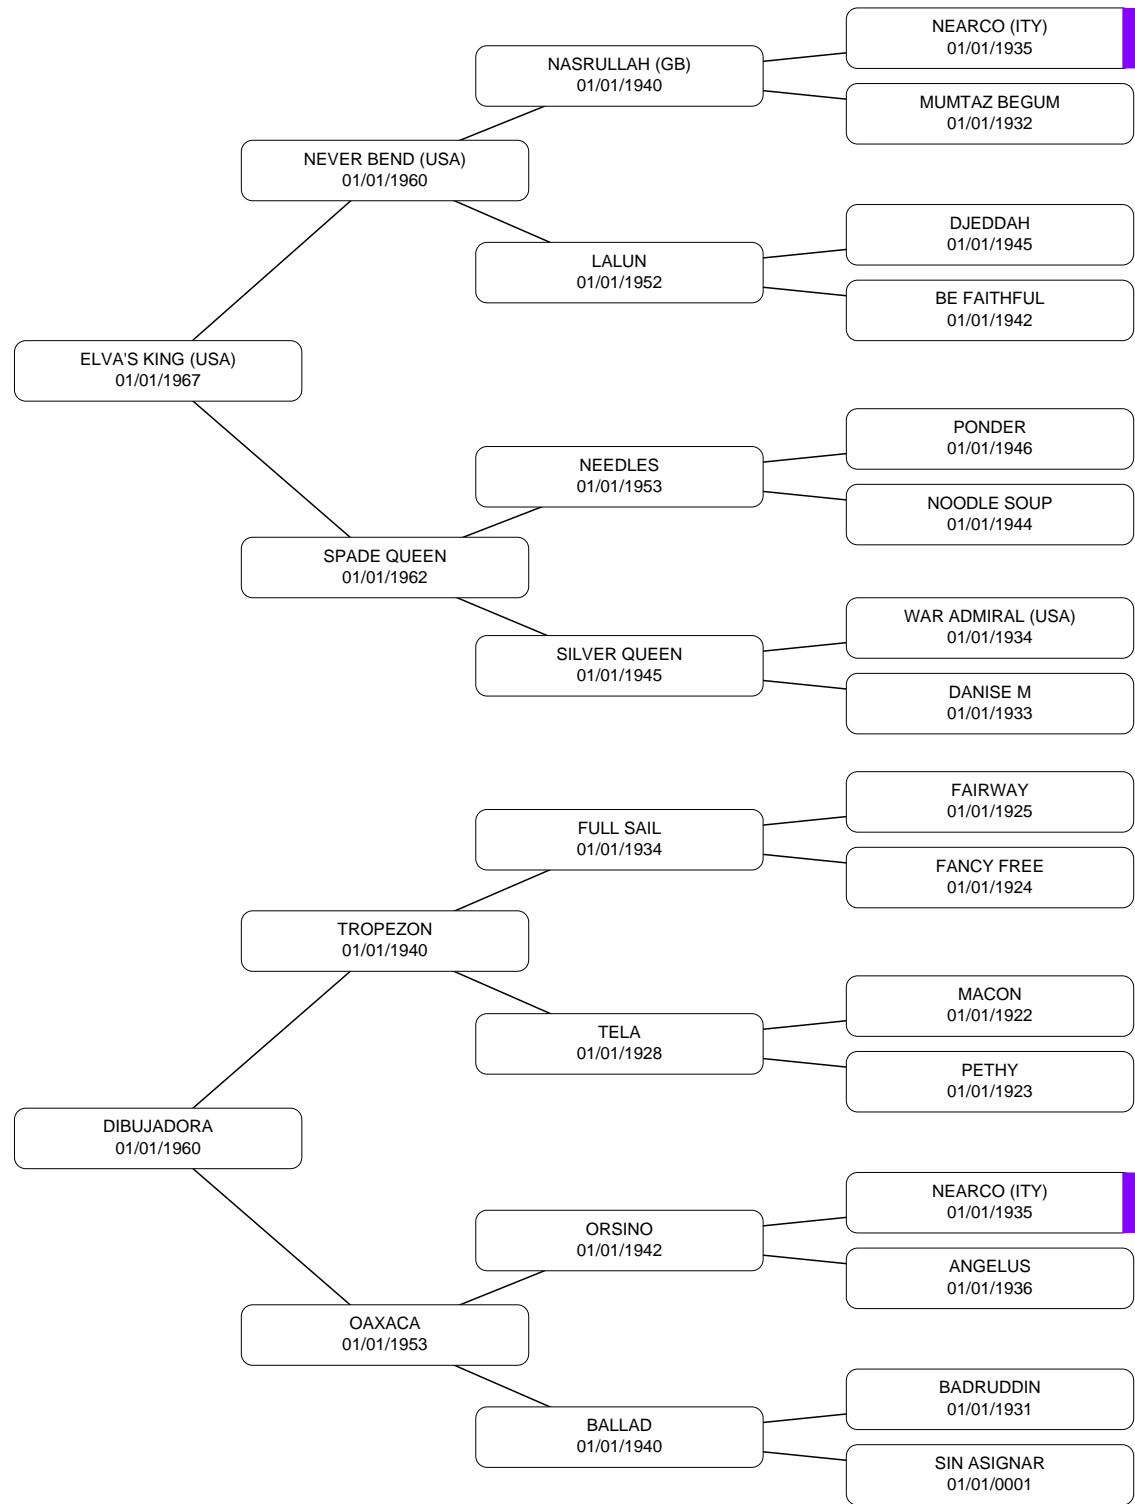 NEARCO (ITY)
01/01/1935
NASRULLAH (GB)
01/01/1940
MUMTAZ BEGUM
01/01/1932
NEVER BEND (USA)
01/01/1960
DJEDDAH
01/01/1945
LALUN
01/01/1952
BE FAITHFUL
01/01/1942
ELVA'S KING (USA)
01/01/1967
PONDER
01/01/1946
NEEDLES
01/01/1953
NOODLE SOUP
01/01/1944
SPADE QUEEN
01/01/1962
WAR ADMIRAL (USA)
01/01/1934
SILVER QUEEN
01/01/1945
DANISE M
01/01/1933
FAIRWAY
01/01/1925
FULL SAIL
01/01/1934
FANCY FREE
01/01/1924
TROPEZON
01/01/1940
MACON
01/01/1922
TELA
01/01/1928
PETHY
01/01/1923
DIBUJADORA
01/01/1960
NEARCO (ITY)
01/01/1935
ORSINO
01/01/1942
ANGELUS
01/01/1936
OAXACA
01/01/1953
BADRUDDIN
01/01/1931
BALLAD
01/01/1940
SIN ASIGNAR
01/01/0001